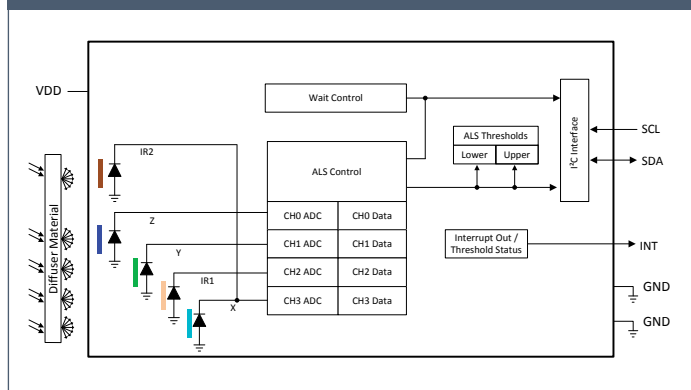 VDD
Wait Control
ALS Thresholds
Lower Upper
I²C Interface
SCL
SDA
IR2
ALS Control
Diffuser Material
Z
CH0 ADC CH0 Data
Y
CH1 ADC CH1 Data
Interrupt Out /
Threshold Status
INT
IR1
CH2 ADC CH2 Data
X
CH3 ADC CH3 Data
GND
GND